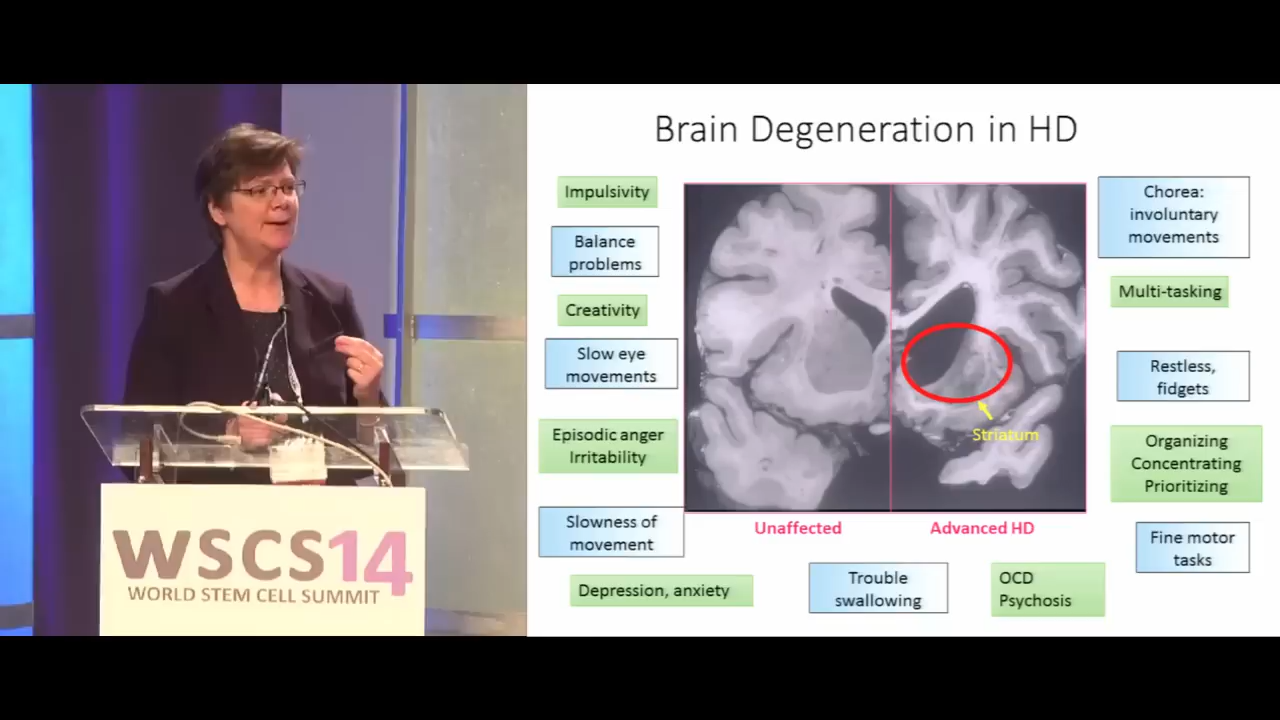 Brain Degeneration in HD
Impulsivity
Balance
problems
Creativity
Slow eye
movements
Episodic anger
Irritability
Slowness of
movement
Depression, anxiety
Striatum
Unaffected
Advanced HD
Trouble
swallowing
OCD
Psychosis
Chorea:
involuntary
movements
Multi-tasking
Restless,
fidgets
Organizing
Concentrating
Prioritizing
Fine motor
tasks
WSCS14
WORLD STEM CELL SUMMIT